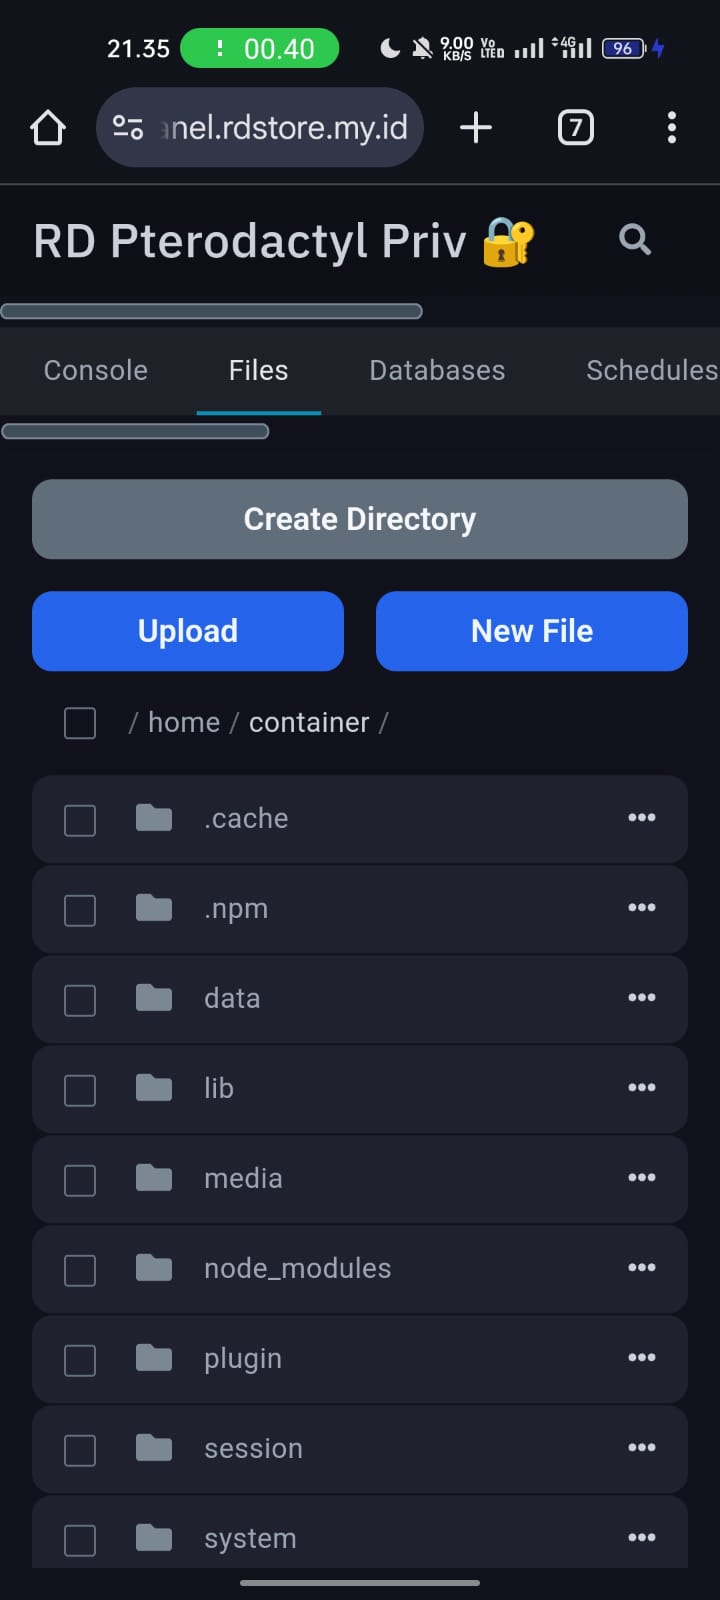 21.35 ! 00.40 9.00 KB/S Vo LTED 4G 96
anel.rdstore.my.id 7
RD Pterodactyl Priv 🔐
Console Files Databases Schedules
Create Directory
Upload New File
/ home / container /
.cache
.npm
data
lib
media
node_modules
plugin
session
system